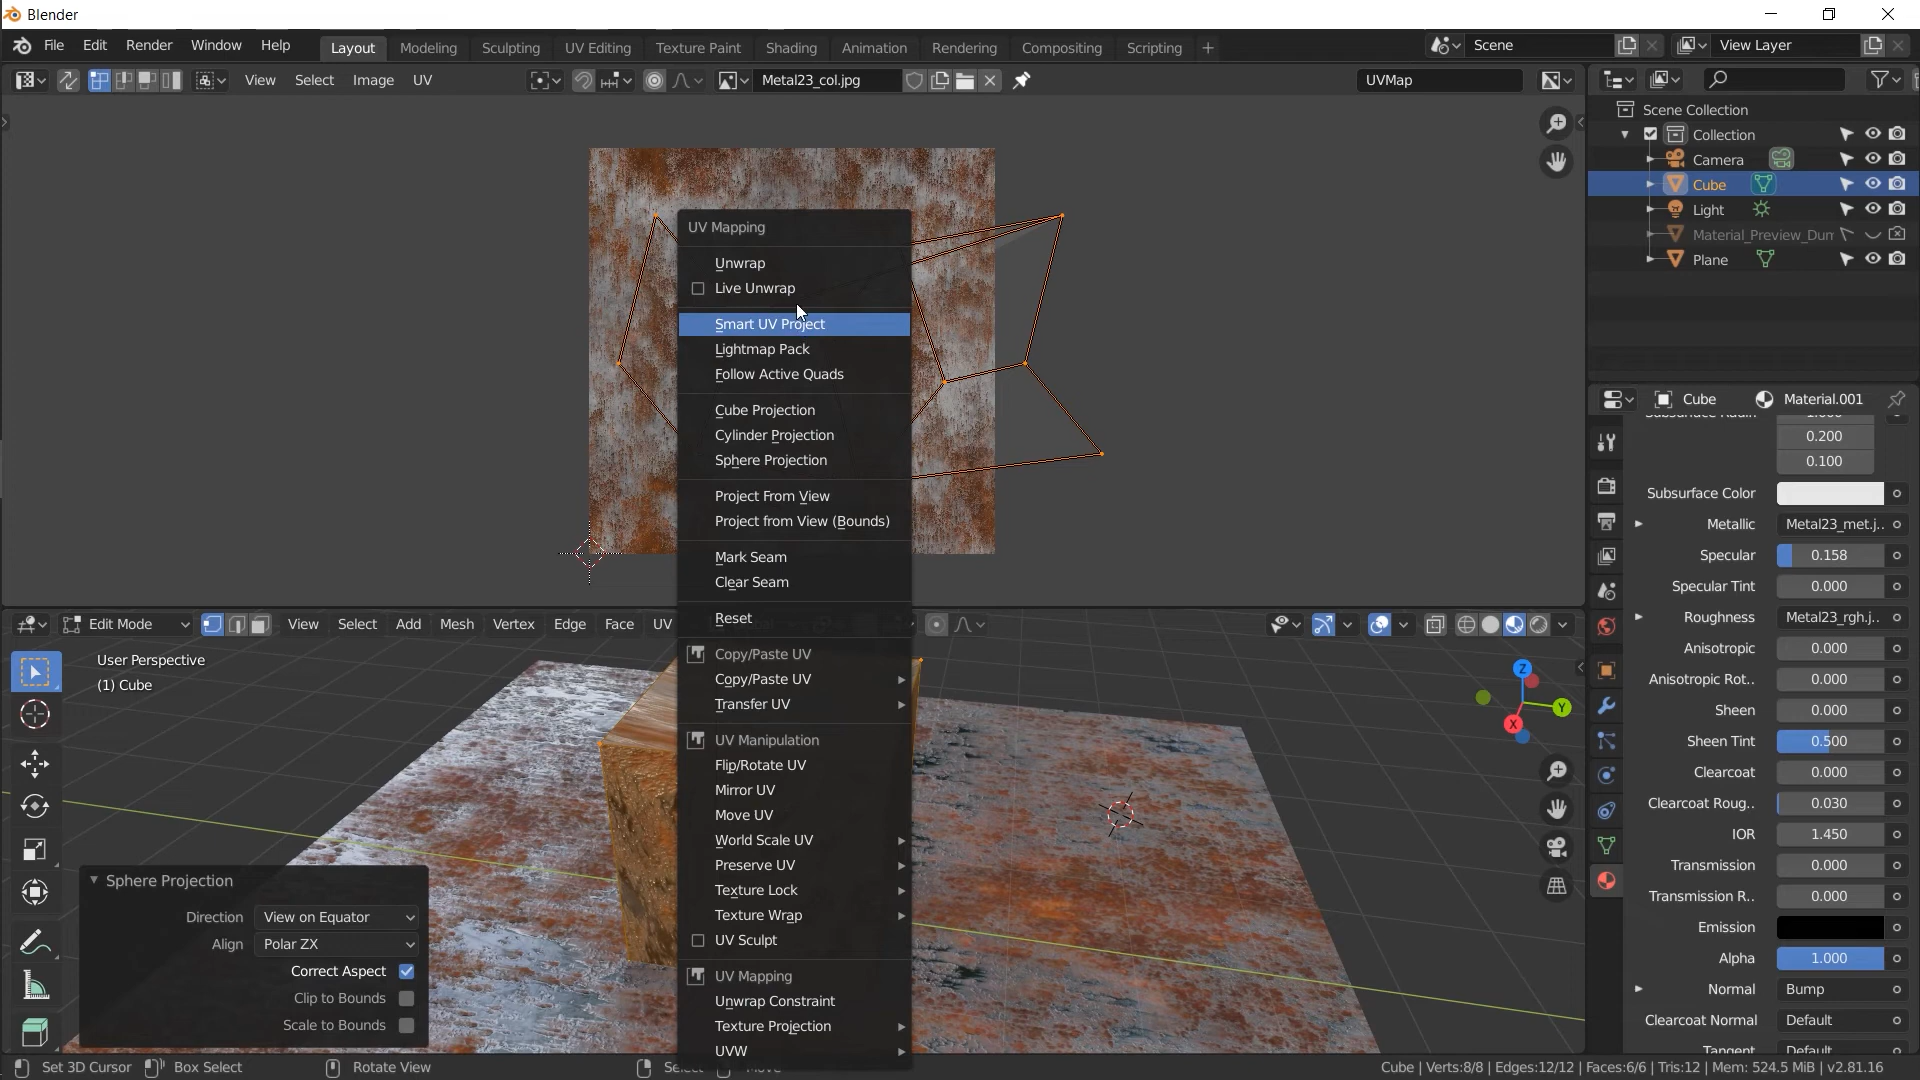 Blender
File Edit Render Window Help Layout Modeling Sculpting UV Editing Texture Paint Shading Animation Rendering Compositing Scripting + Scene View Layer
View Select Image UV Metal23_col.jpg UVMap
Scene Collection
Collection
Camera
Cube
Light
Material_Preview_Dum
Plane
UV Mapping
Unwrap
Live Unwrap
Smart UV Project
Lightmap Pack
Follow Active Quads
Cube Projection
Cylinder Projection
Sphere Projection
Project From View
Project from View (Bounds)
Mark Seam
Clear Seam
Reset
Copy/Paste UV
Copy/Paste UV
Transfer UV
UV Manipulation
Flip/Rotate UV
Mirror UV
Move UV
World Scale UV
Preserve UV
Texture Lock
Texture Wrap
UV Sculpt
UV Mapping
Unwrap Constraint
Texture Projection
UVW
Edit Mode View Select Add Mesh Vertex Edge Face UV
User Perspective
(1) Cube
Z
Y
X
Sphere Projection
Direction View on Equator
Align Polar ZX
Correct Aspect
Clip to Bounds
Scale to Bounds
Cube Material.001
0.200
0.100
Subsurface Color
Metallic Metal23_met.j..
Specular 0.158
Specular Tint 0.000
Roughness Metal23_rgh.j..
Anisotropic 0.000
Anisotropic Rot.. 0.000
Sheen 0.000
Sheen Tint 0.500
Clearcoat 0.000
Clearcoat Roug.. 0.030
IOR 1.450
Transmission 0.000
Transmission R.. 0.000
Emission
Alpha 1.000
Normal Bump
Clearcoat Normal Default
Tangent Default
Set 3D Cursor Box Select Rotate View Select Move Cube | Verts:8/8 | Edges:12/12 | Faces:6/6 | Tris:12 | Mem: 524.5 MiB | v2.81.16